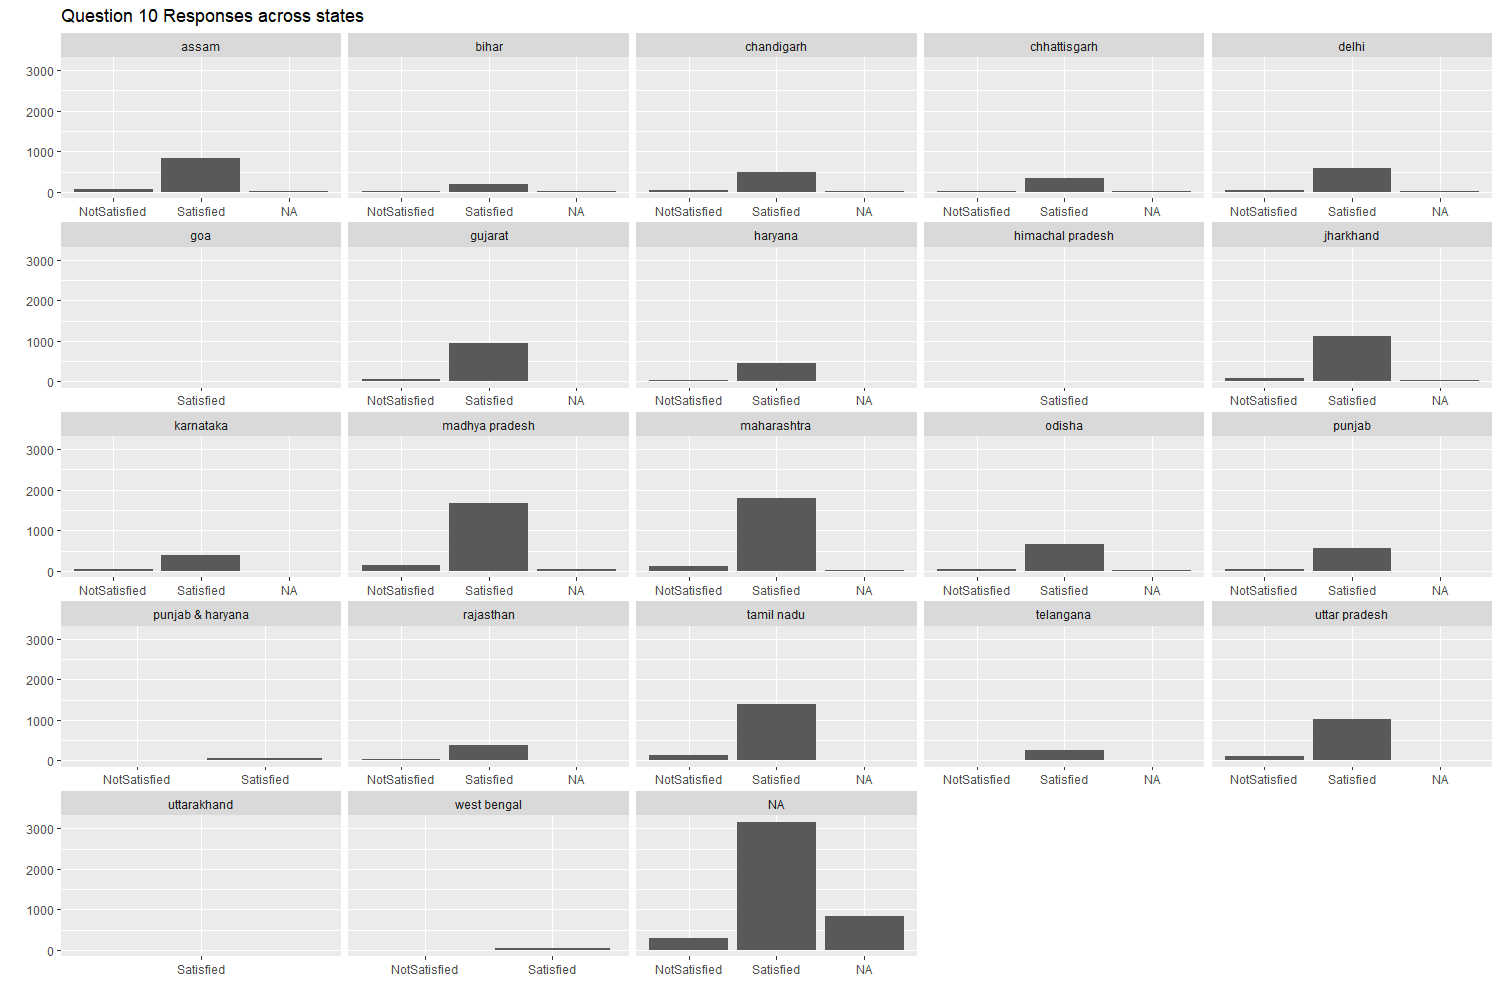 Question 10 Responses across states
assam bihar chandigarh chhattisgarh delhi
3000
2000
1000
0
NotSatisfied Satisfied NA NotSatisfied Satisfied NA NotSatisfied Satisfied NA NotSatisfied Satisfied NA NotSatisfied Satisfied NA
goa gujarat haryana himachal pradesh jharkhand
3000
2000
1000
0
Satisfied NotSatisfied Satisfied NA NotSatisfied Satisfied NA Satisfied NotSatisfied Satisfied NA
karnataka madhya pradesh maharashtra odisha punjab
3000
2000
1000
0
NotSatisfied Satisfied NA NotSatisfied Satisfied NA NotSatisfied Satisfied NA NotSatisfied Satisfied NA NotSatisfied Satisfied NA
punjab & haryana rajasthan tamil nadu telangana uttar pradesh
3000
2000
1000
0
NotSatisfied Satisfied NotSatisfied Satisfied NA NotSatisfied Satisfied NA NotSatisfied Satisfied NA NotSatisfied Satisfied NA
uttarakhand west bengal NA
3000
2000
1000
0
Satisfied NotSatisfied Satisfied NotSatisfied Satisfied NA